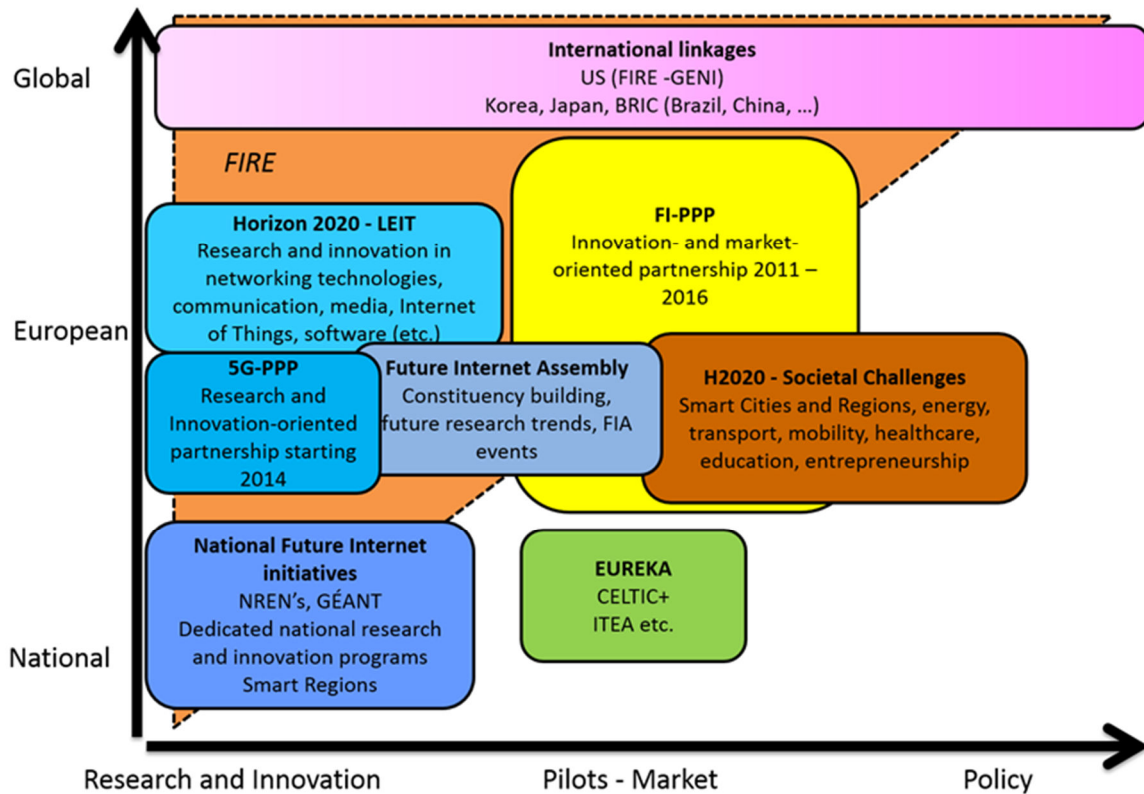 Global
International linkages
US (FIRE -GENI)
Korea, Japan, BRIC (Brazil, China, …)
FIRE
Horizon 2020 - LEIT
Research and innovation in
networking technologies,
communication, media, Internet
of Things, software (etc.)
FI-PPP
Innovation- and market-
oriented partnership 2011 –
2016
European
5G-PPP
Research and
Innovation-oriented
partnership starting
2014
Future Internet Assembly
Constituency building,
future research trends, FIA
events
H2020 - Societal Challenges
Smart Cities and Regions, energy,
transport, mobility, healthcare,
education, entrepreneurship
National Future Internet
initiatives
NREN's, GÉANT
Dedicated national research
and innovation programs
Smart Regions
EUREKA
CELTIC+
ITEA etc.
National
Research and Innovation
Pilots - Market
Policy